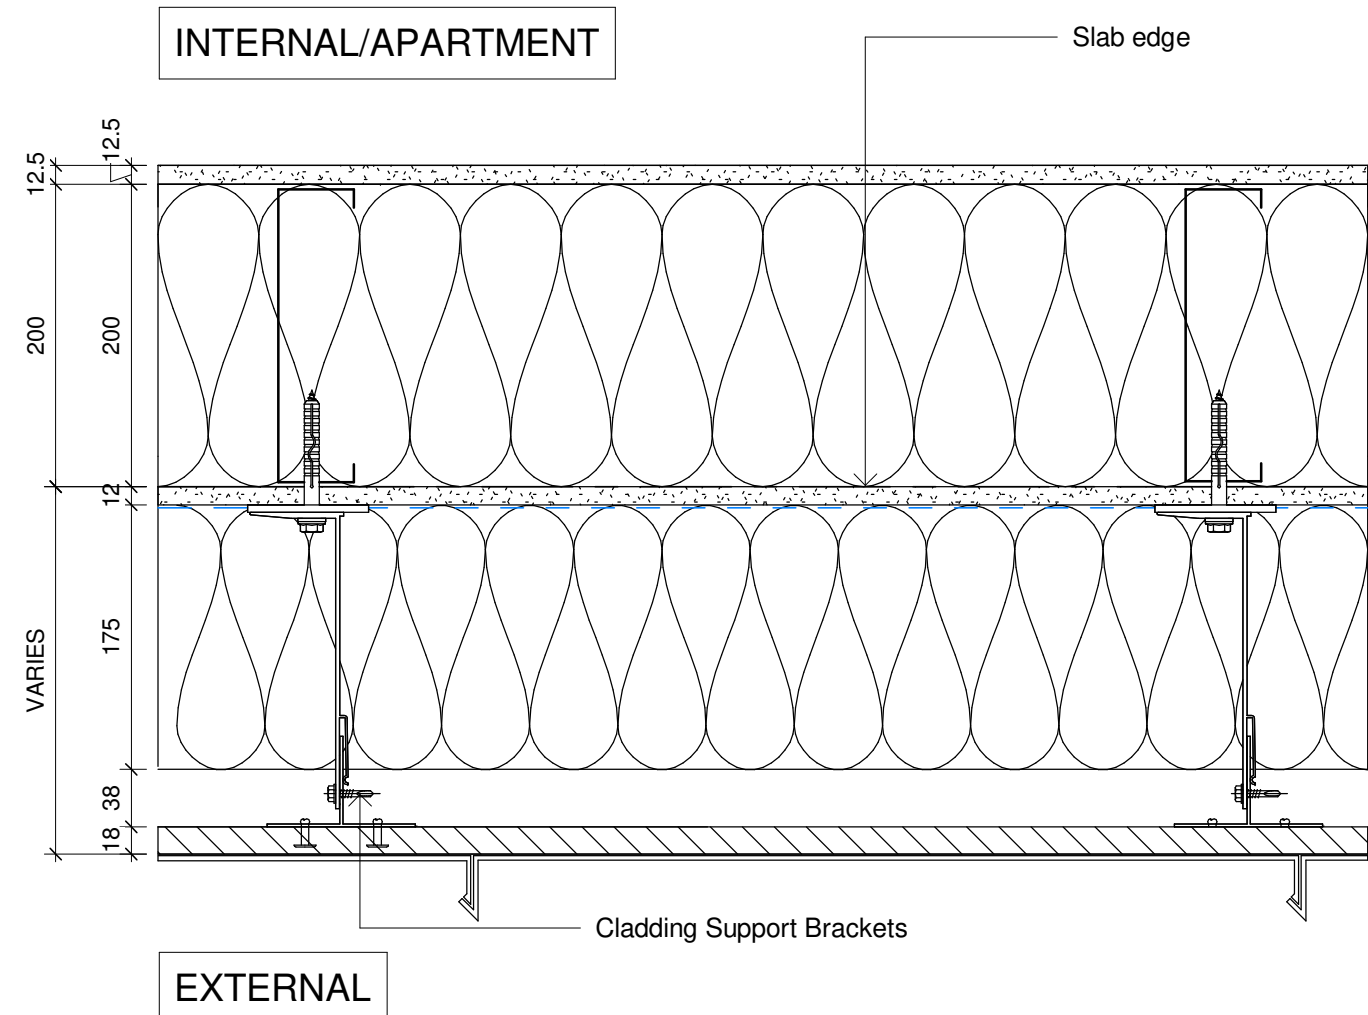 INTERNAL/APARTMENT
Slab edge
12.5
12.5
200
200
12
VARIES
175
38
18
Cladding Support Brackets
EXTERNAL